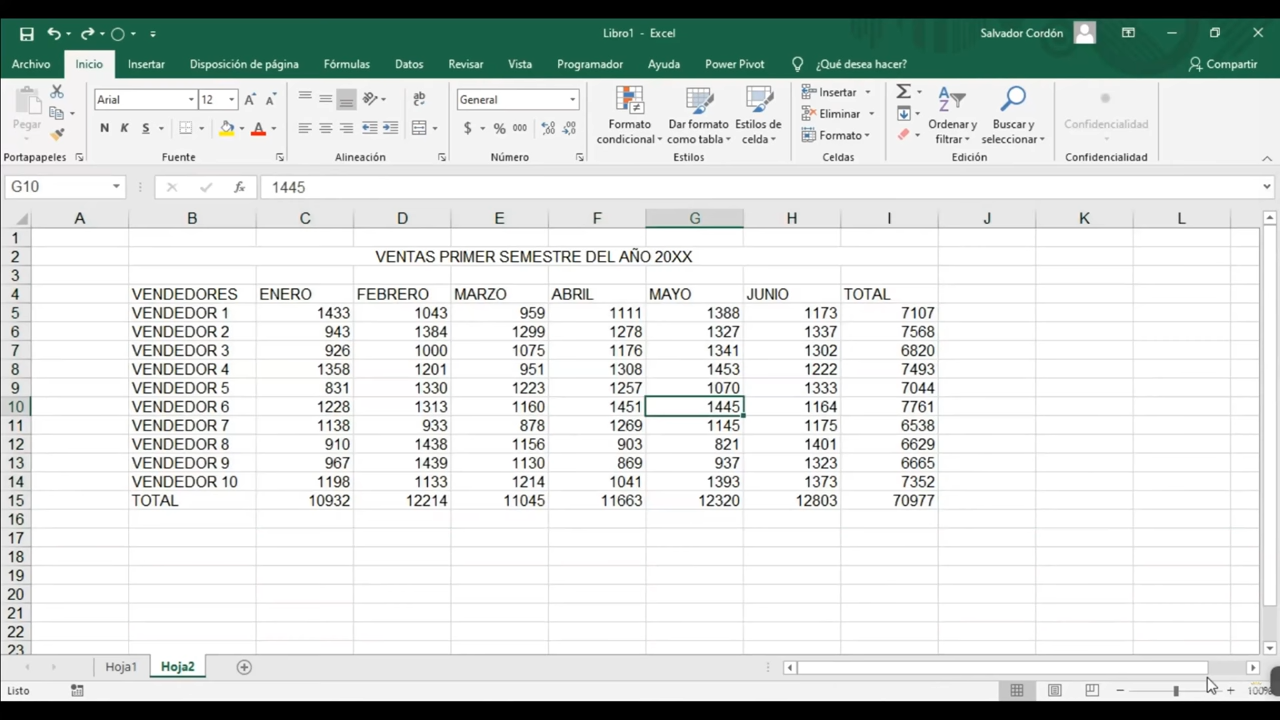 Libro1 - Excel
Salvador Cordón
Archivo Inicio Insertar Disposición de página Fórmulas Datos Revisar Vista Programador Ayuda Power Pivot ¿Qué desea hacer? Compartir
Pegar
Arial 12
General
Formato condicional
Dar formato como tabla
Estilos de celda
Insertar
Eliminar
Formato
Ordenar y filtrar
Buscar y seleccionar
Confidencialidad
N K S
$ % 000
Portapapeles Fuente Alineación Número Estilos Celdas Edición Confidencialidad
G10 fx 1445
A B C D E F G H I J K L
1
2 VENTAS PRIMER SEMESTRE DEL AÑO 20XX
3
4 VENDEDORES ENERO FEBRERO MARZO ABRIL MAYO JUNIO TOTAL
5 VENDEDOR 1 1433 1043 959 1111 1388 1173 7107
6 VENDEDOR 2 943 1384 1299 1278 1327 1337 7568
7 VENDEDOR 3 926 1000 1075 1176 1341 1302 6820
8 VENDEDOR 4 1358 1201 951 1308 1453 1222 7493
9 VENDEDOR 5 831 1330 1223 1257 1070 1333 7044
10 VENDEDOR 6 1228 1313 1160 1451 1445 1164 7761
11 VENDEDOR 7 1138 933 878 1269 1145 1175 6538
12 VENDEDOR 8 910 1438 1156 903 821 1401 6629
13 VENDEDOR 9 967 1439 1130 869 937 1323 6665
14 VENDEDOR 10 1198 1133 1214 1041 1393 1373 7352
15 TOTAL 10932 12214 11045 11663 12320 12803 70977
16
17
18
19
20
21
22
23
Hoja1 Hoja2
Listo 100%